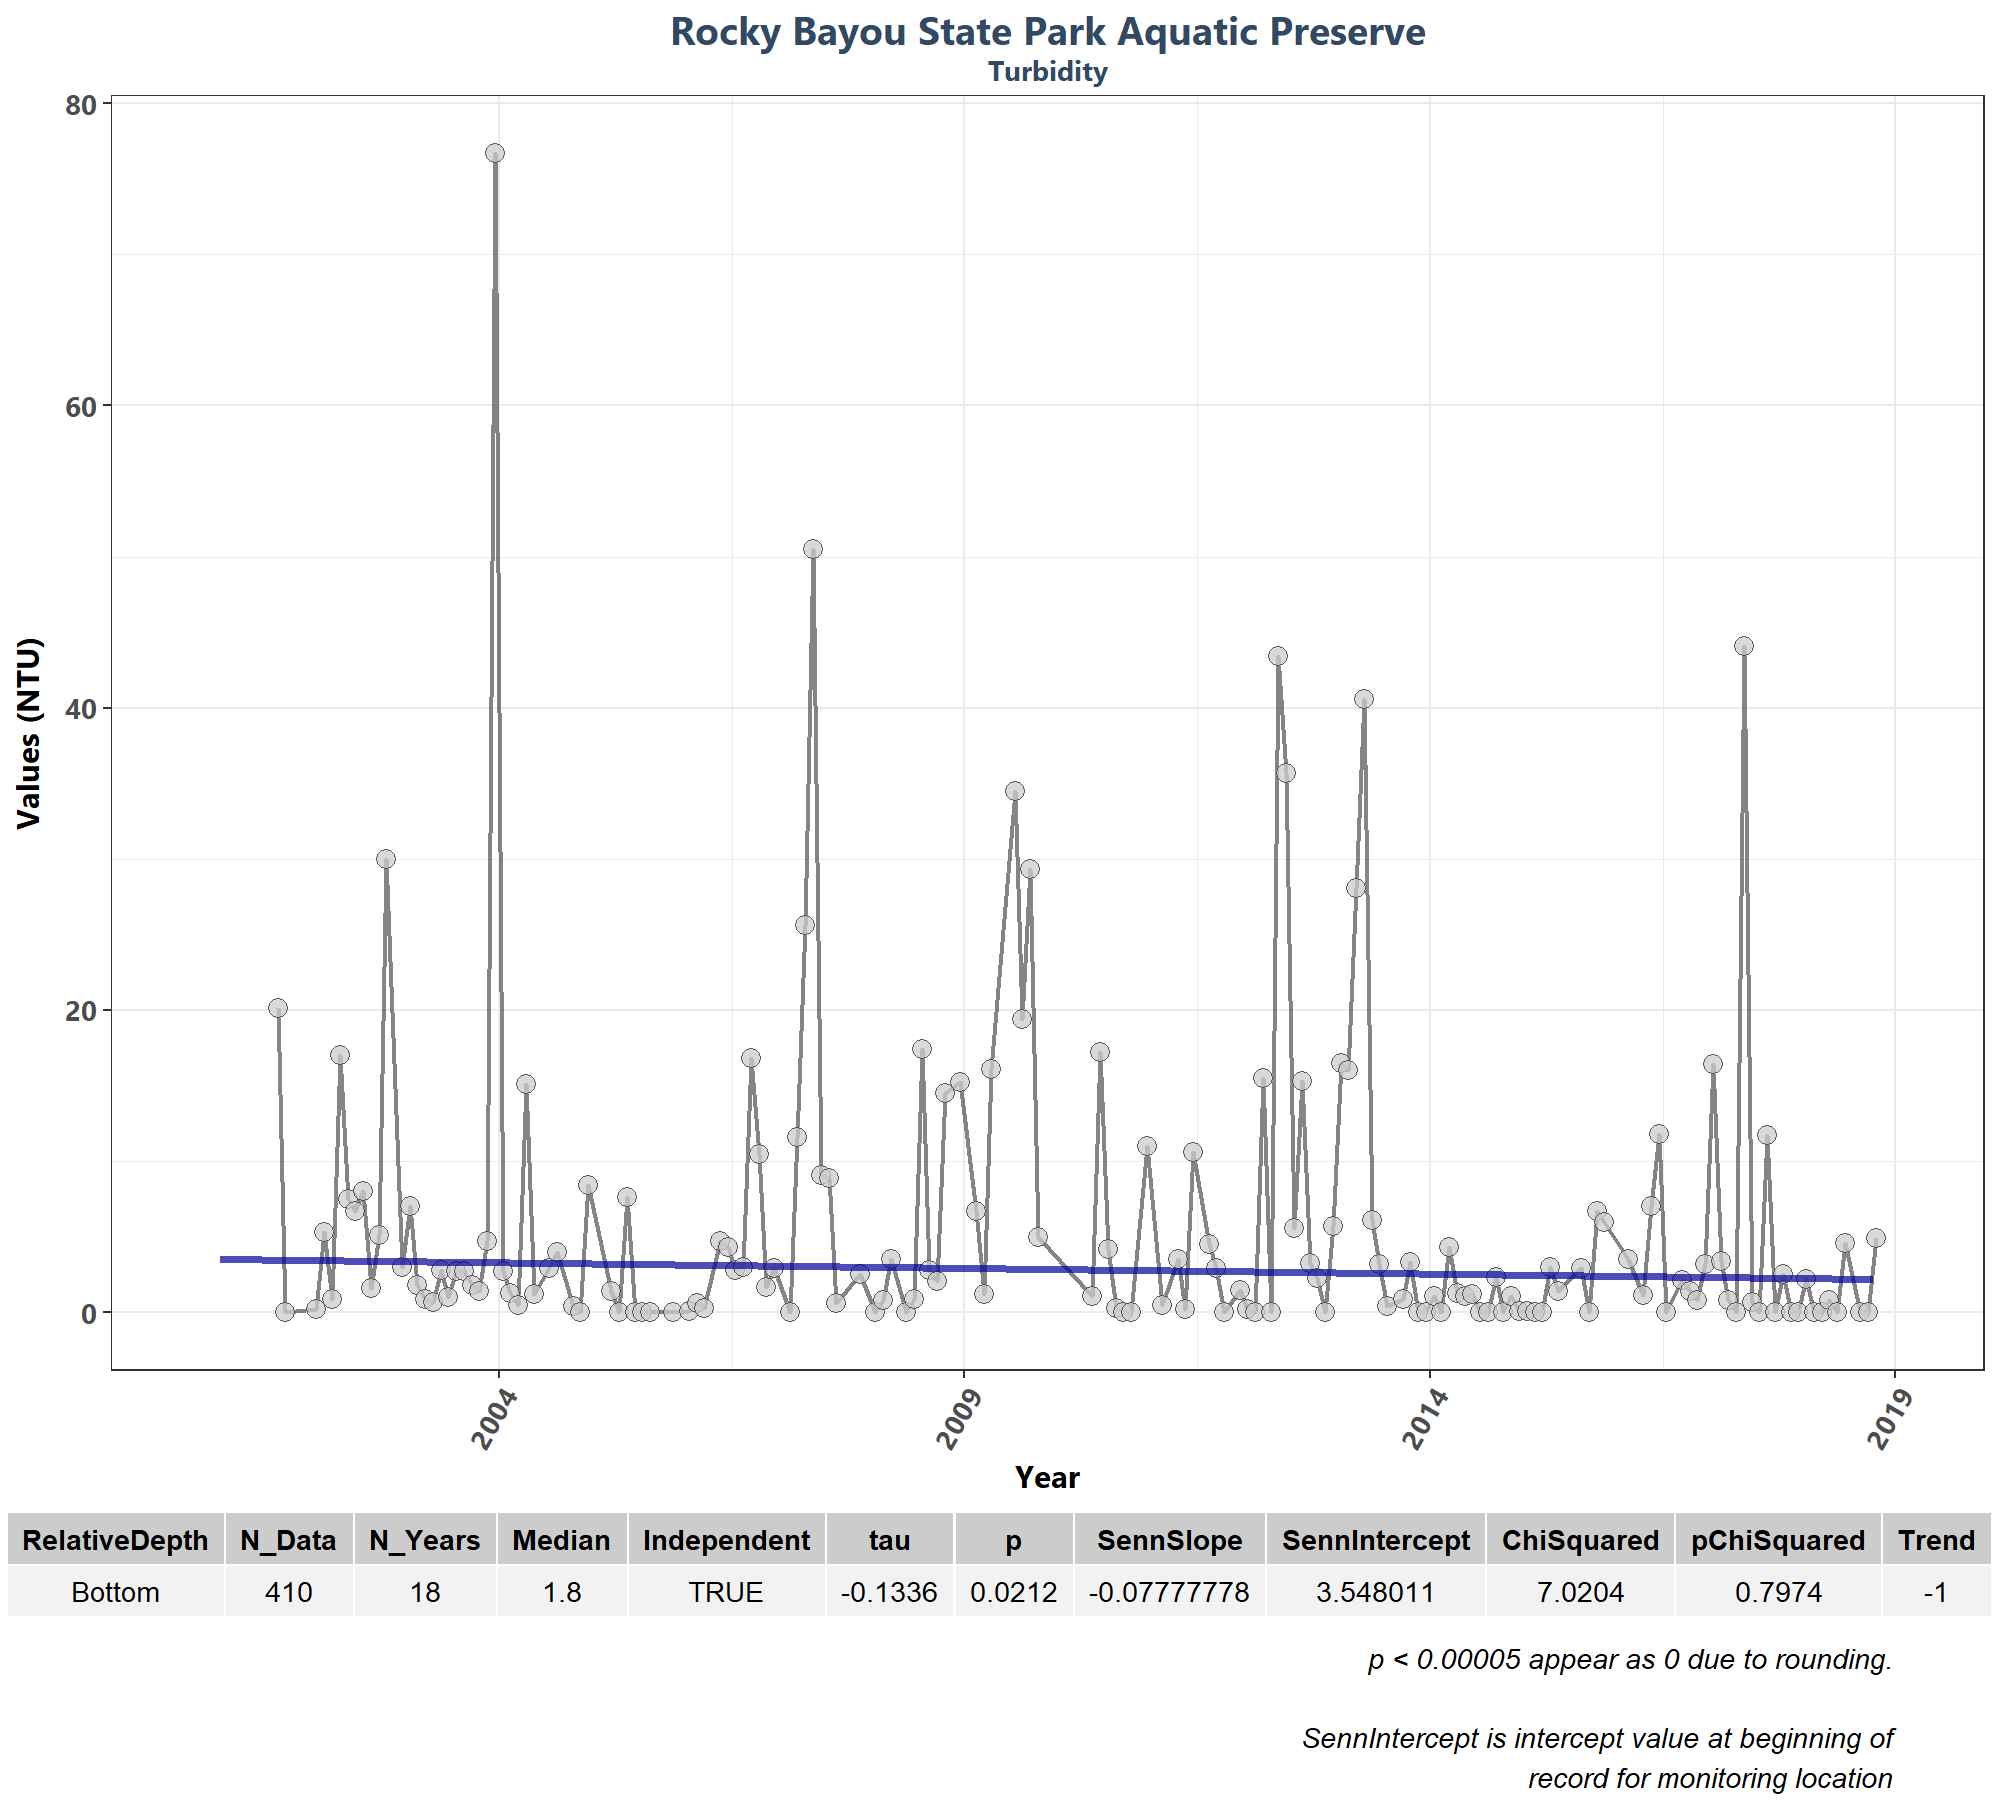 Rocky Bayou State Park Aquatic Preserve
Turbidity
Values (NTU)
80
60
40
20
0
2004 2009 2014 2019
Year
RelativeDepth N_Data N_Years Median Independent tau p SennSlope SennIntercept ChiSquared pChiSquared Trend
Bottom 410 18 1.8 TRUE -0.1336 0.0212 -0.07777778 3.548011 7.0204 0.7974 -1
p < 0.00005 appear as 0 due to rounding.
SennIntercept is intercept value at beginning of
record for monitoring location